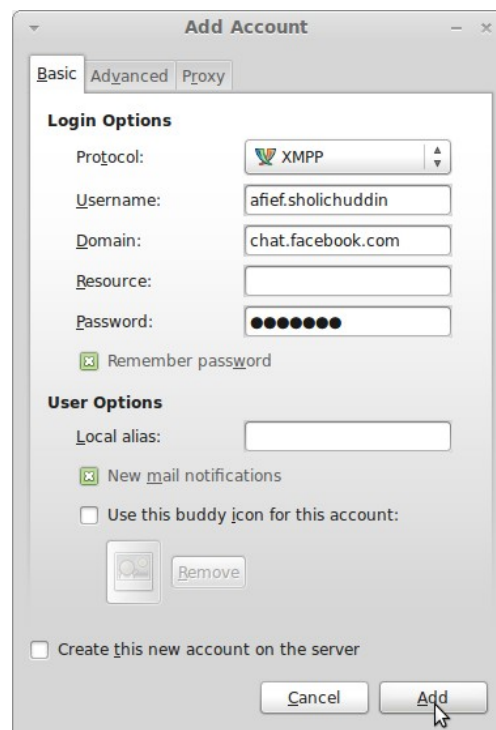 Add Account
Basic Advanced Proxy
Login Options
Protocol: XMPP
Username: afief.sholichuddin
Domain: chat.facebook.com
Resource:
Password: ●●●●●●●
Remember password
User Options
Local alias:
New mail notifications
Use this buddy icon for this account:
Remove
Create this new account on the server
Cancel Add